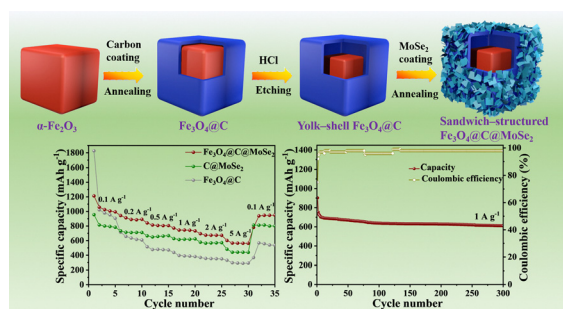 Carbon
coating
Annealing
HCl
Etching
MoSe₂
coating
Annealing
α-Fe₂O₃
Fe₃O₄@C
Yolk–shell Fe₃O₄@C
Sandwich–structured
Fe₃O₄@C@MoSe₂
Specific capacity (mAh g⁻¹)
1800
1600
1400
1200
1000
800
600
400
200
0
Fe₃O₄@C@MoSe₂
C@MoSe₂
Fe₃O₄@C
0.1 A g⁻¹
0.2 A g⁻¹
0.5 A g⁻¹
1 A g⁻¹
2 A g⁻¹
5 A g⁻¹
0.1 A g⁻¹
0 5 10 15 20 25 30 35
Cycle number
Specific capacity (mAh g⁻¹)
1400
1200
1000
800
600
400
200
0
Capacity
Coulombic efficiency
1 A g⁻¹
100
80
60
40
20
0
Coulombic efficiency (%)
0 50 100 150 200 250 300
Cycle number